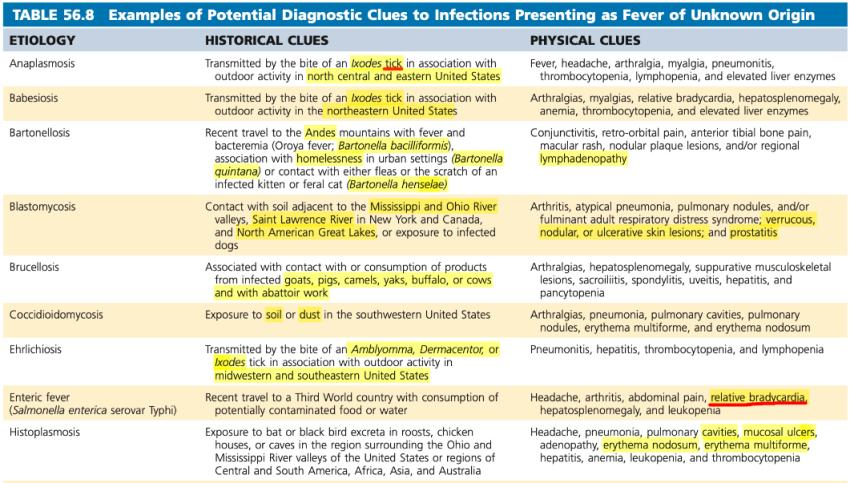 TABLE 56.8 Examples of Potential Diagnostic Clues to Infections Presenting as Fever of Unknown Origin
ETIOLOGY HISTORICAL CLUES PHYSICAL CLUES
Anaplasmosis
Transmitted by the bite of an Ixodes tick in association with
outdoor activity in north central and eastern United States
Fever, headache, arthralgia, myalgia, pneumonitis,
thrombocytopenia, lymphopenia, and elevated liver enzymes
Babesiosis
Transmitted by the bite of an Ixodes tick in association with
outdoor activity in the northeastern United States
Arthralgias, myalgias, relative bradycardia, hepatosplenomegaly,
anemia, thrombocytopenia, and elevated liver enzymes
Bartonellosis
Recent travel to the Andes mountains with fever and
bacteremia (Oroya fever; Bartonella bacilliformis),
association with homelessness in urban settings (Bartonella
quintana) or contact with either fleas or the scratch of an
infected kitten or feral cat (Bartonella henselae)
Conjunctivitis, retro-orbital pain, anterior tibial bone pain,
macular rash, nodular plaque lesions, and/or regional
lymphadenopathy
Blastomycosis
Contact with soil adjacent to the Mississippi and Ohio River
valleys, Saint Lawrence River in New York and Canada,
and North American Great Lakes, or exposure to infected
dogs
Arthritis, atypical pneumonia, pulmonary nodules, and/or
fulminant adult respiratory distress syndrome; verrucous,
nodular, or ulcerative skin lesions; and prostatitis
Brucellosis
Associated with contact with or consumption of products
from infected goats, pigs, camels, yaks, buffalo, or cows
and with abattoir work
Arthralgias, hepatosplenomegaly, suppurative musculoskeletal
lesions, sacroiliitis, spondylitis, uveitis, hepatitis, and
pancytopenia
Coccidioidomycosis
Exposure to soil or dust in the southwestern United States
Arthralgias, pneumonia, pulmonary cavities, pulmonary
nodules, erythema multiforme, and erythema nodosum
Ehrlichiosis
Transmitted by the bite of an Amblyomma, Dermacentor, or
Ixodes tick in association with outdoor activity in
midwestern and southeastern United States
Pneumonitis, hepatitis, thrombocytopenia, and lymphopenia
Enteric fever
(Salmonella enterica serovar Typhi)
Recent travel to a Third World country with consumption of
potentially contaminated food or water
Headache, arthritis, abdominal pain, relative bradycardia,
hepatosplenomegaly, and leukopenia
Histoplasmosis
Exposure to bat or black bird excreta in roosts, chicken
houses, or caves in the region surrounding the Ohio and
Mississippi River valleys of the United States or regions of
Central and South America, Africa, Asia, and Australia
Headache, pneumonia, pulmonary cavities, mucosal ulcers,
adenopathy, erythema nodosum, erythema multiforme,
hepatitis, anemia, leukopenia, and thrombocytopenia